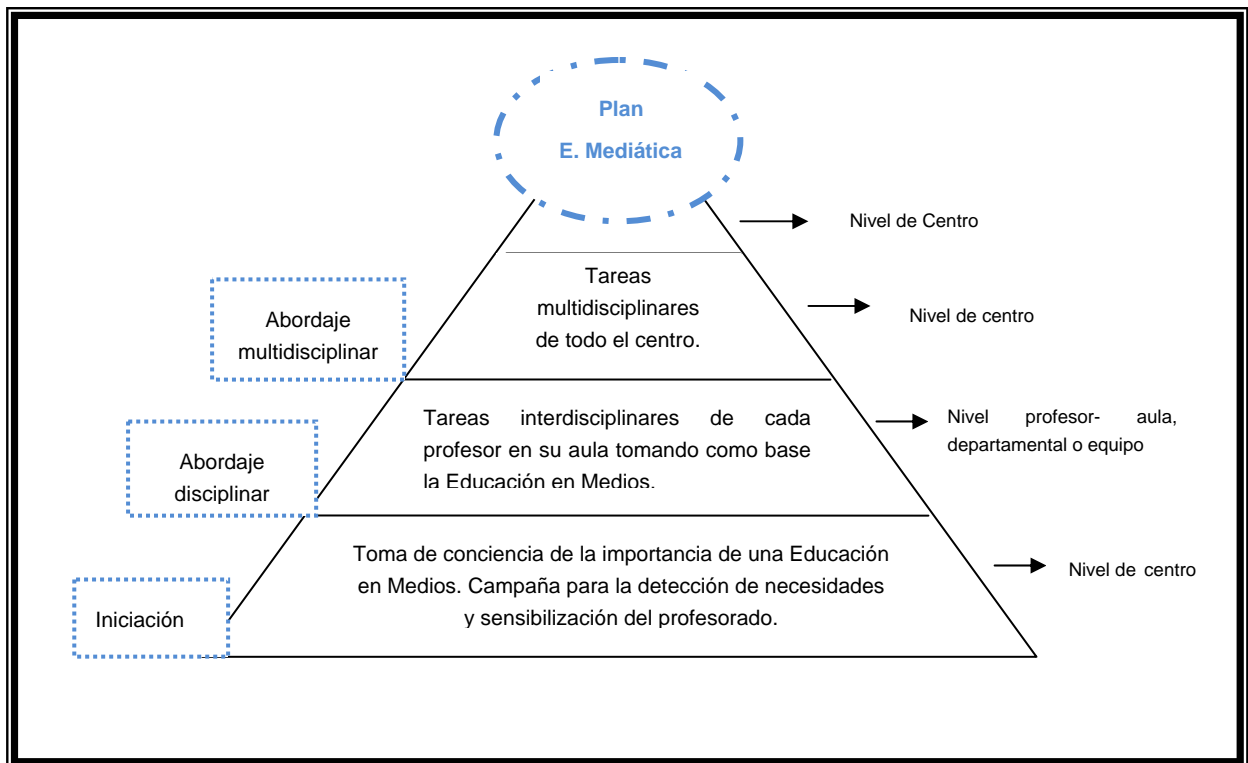 Plan
E. Mediática
Nivel de Centro
Tareas
multidisciplinares
de todo el centro.
Abordaje
multidisciplinar
Nivel de centro
Tareas interdisciplinares de cada
profesor en su aula tomando como base
la Educación en Medios.
Abordaje
disciplinar
Nivel profesor- aula,
departamental o equipo
Toma de conciencia de la importancia de una Educación
en Medios. Campaña para la detección de necesidades
y sensibilización del profesorado.
Iniciación
Nivel de centro